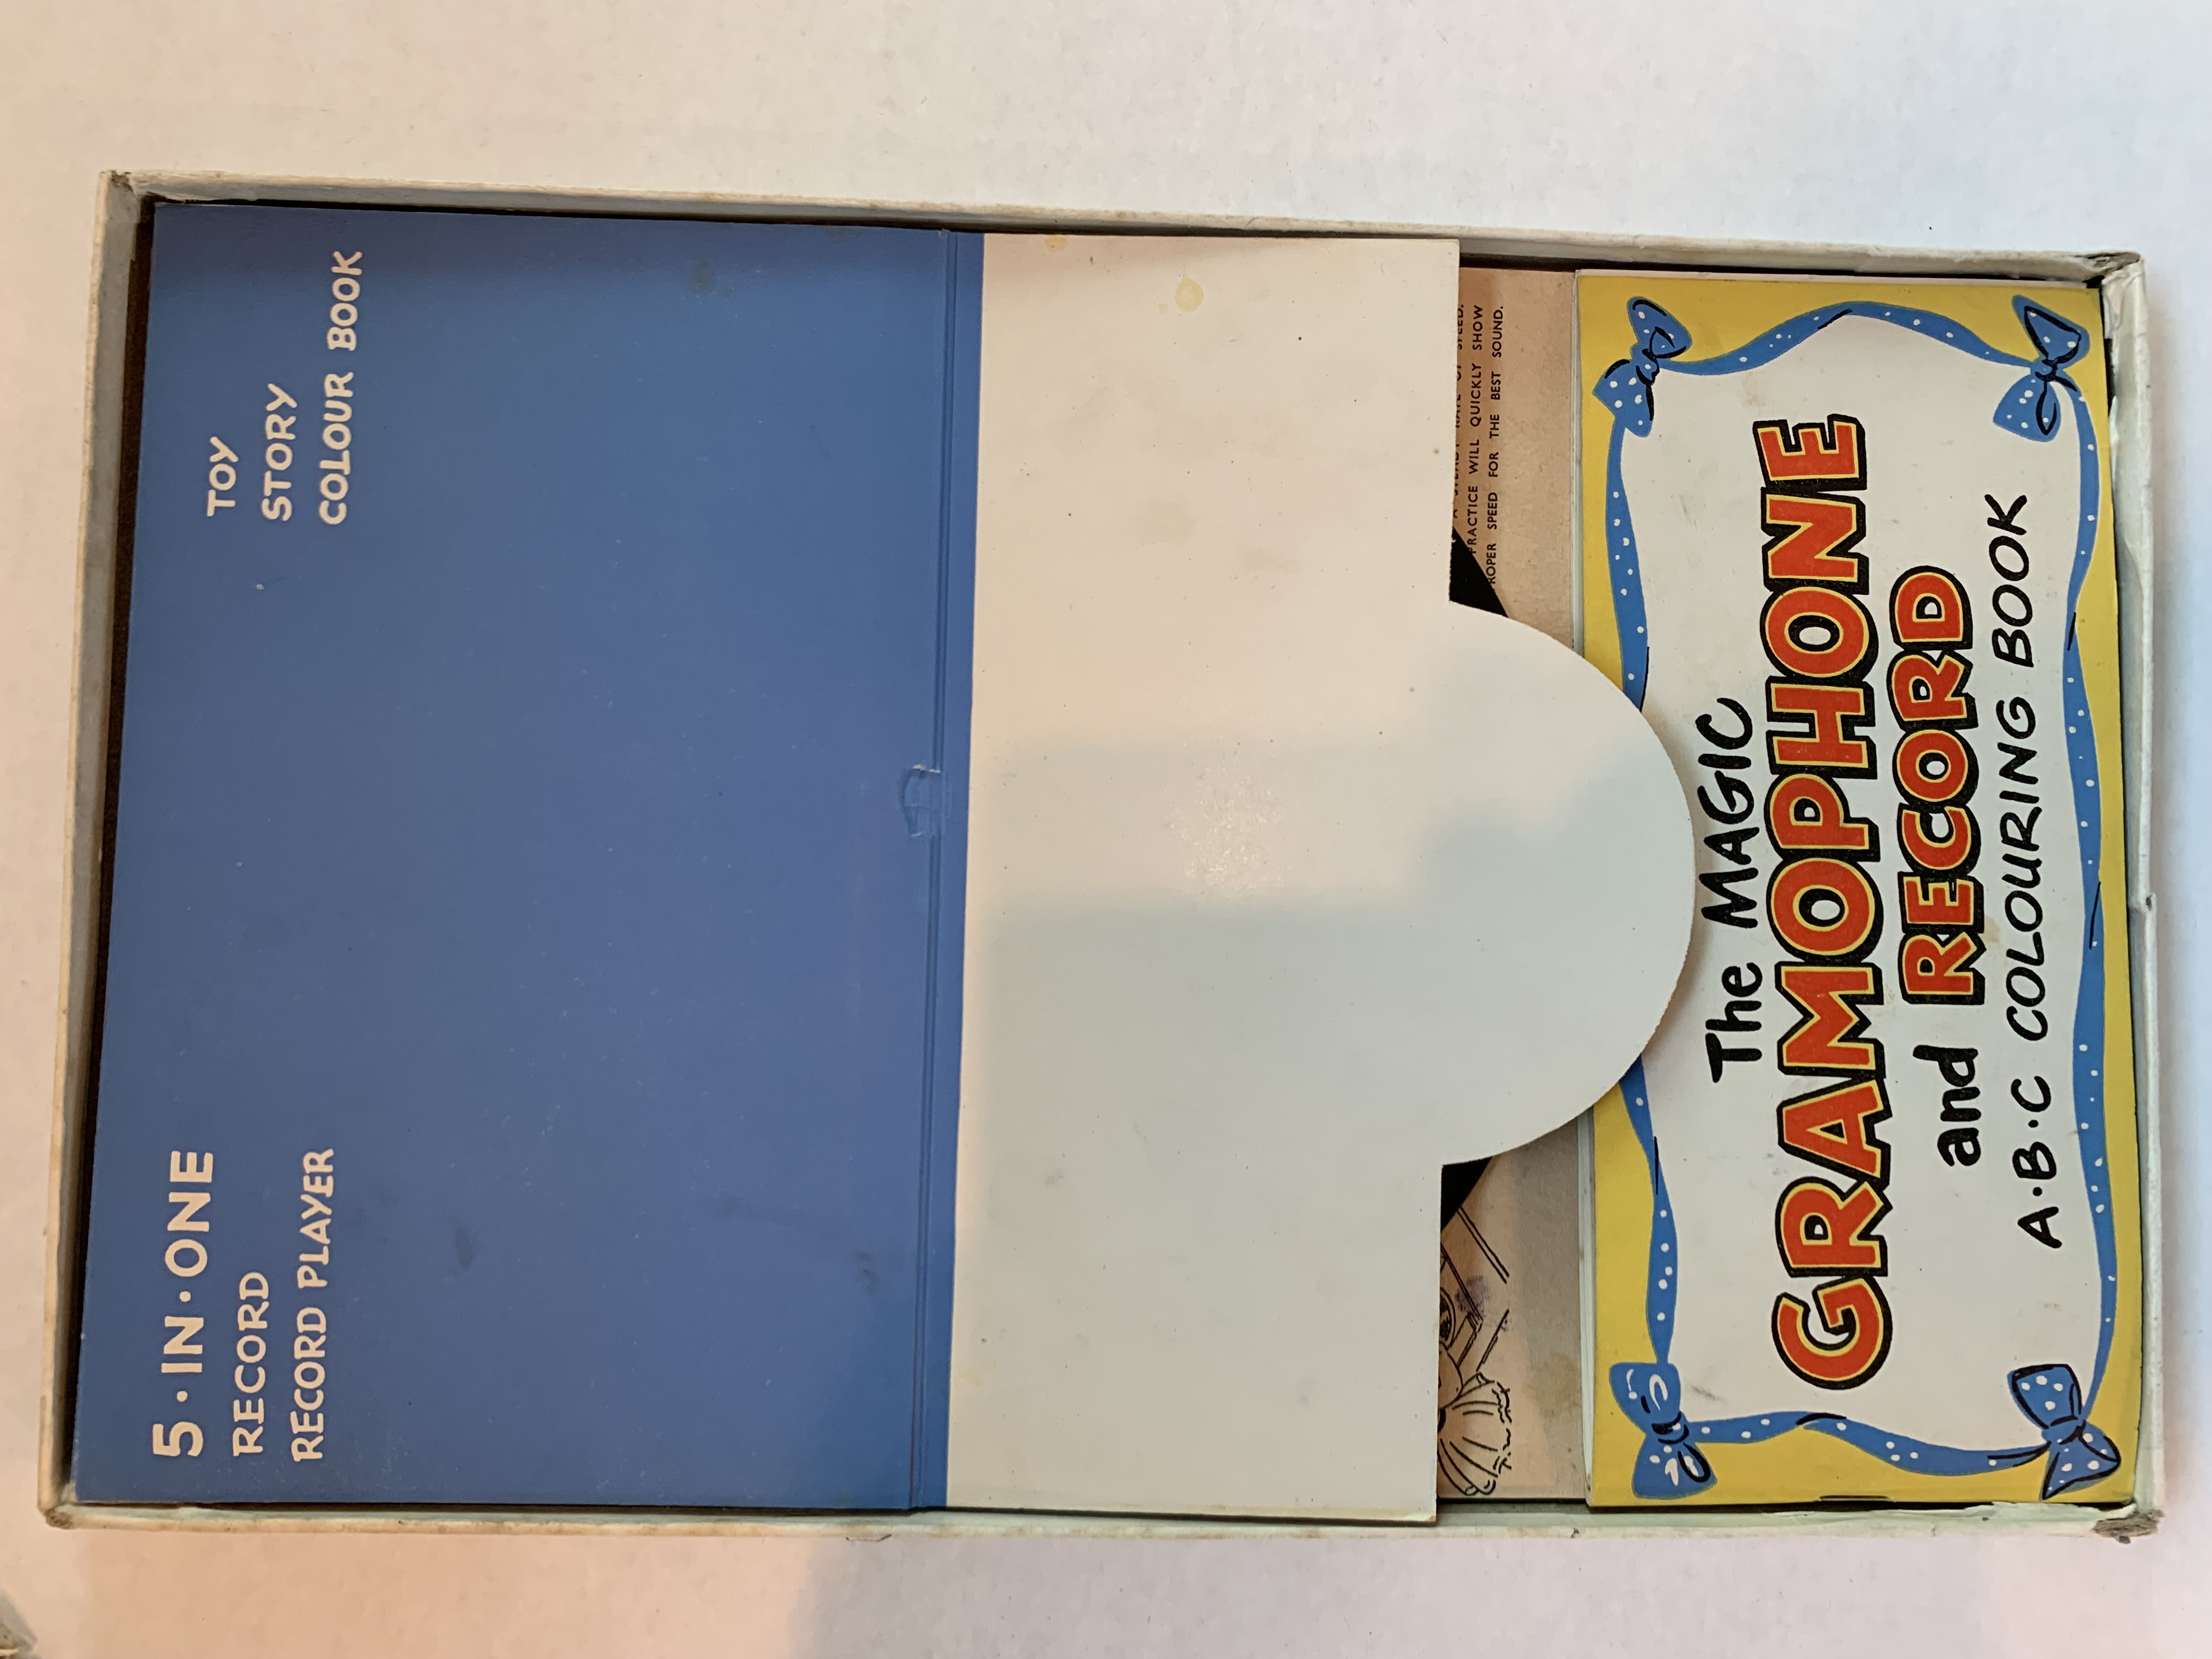 5·IN·ONE
RECORD
RECORD PLAYER
TOY
STORY
COLOUR BOOK
PRACTICE WILL QUICKLY SHOW
SPEED FOR THE BEST SOUND.
The MAGIC
GRAMOPHONE
and RECORD
A·B·C COLOURING BOOK